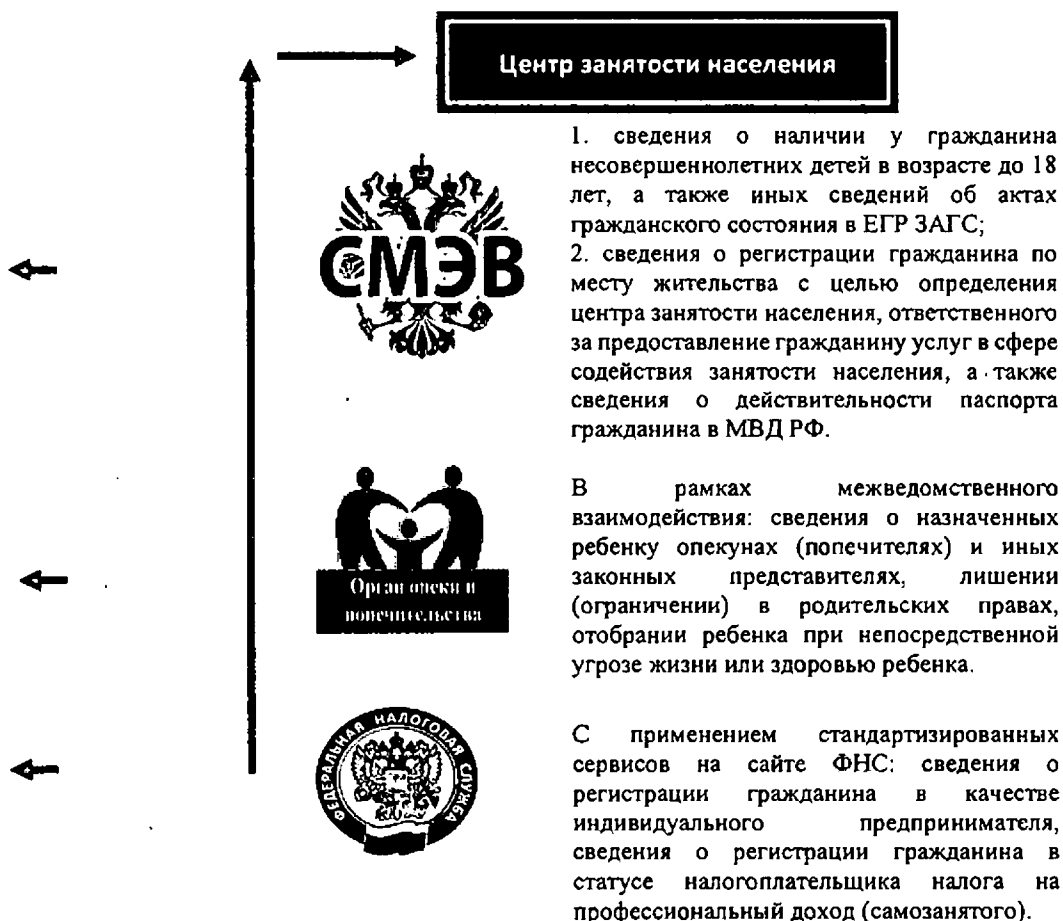 Центр занятости населения
1. сведения о наличии у гражданина
несовершеннолетних детей в возрасте до 18
лет, а также иных сведений об актах
гражданского состояния в ЕГР ЗАГС;
2. сведения о регистрации гражданина по
месту жительства с целью определения
центра занятости населения, ответственного
за предоставление гражданину услуг в сфере
содействия занятости населения, а также
сведения о действительности паспорта
гражданина в МВД РФ.
СМЭВ
В рамках межведомственного
взаимодействия: сведения о назначенных
ребенку опекунах (попечителях) и иных
законных представителях, лишении
(ограничении) в родительских правах,
отобрании ребенка при непосредственной
угрозе жизни или здоровью ребенка.
Орган опеки и
попечительства
С применением стандартизированных
сервисов на сайте ФНС: сведения о
регистрации гражданина в качестве
индивидуального предпринимателя,
сведения о регистрации гражданина в
статусе налогоплательщика налога на
профессиональный доход (самозанятого).
ФЕДЕРАЛЬНАЯ НАЛОГОВАЯ СЛУЖБА